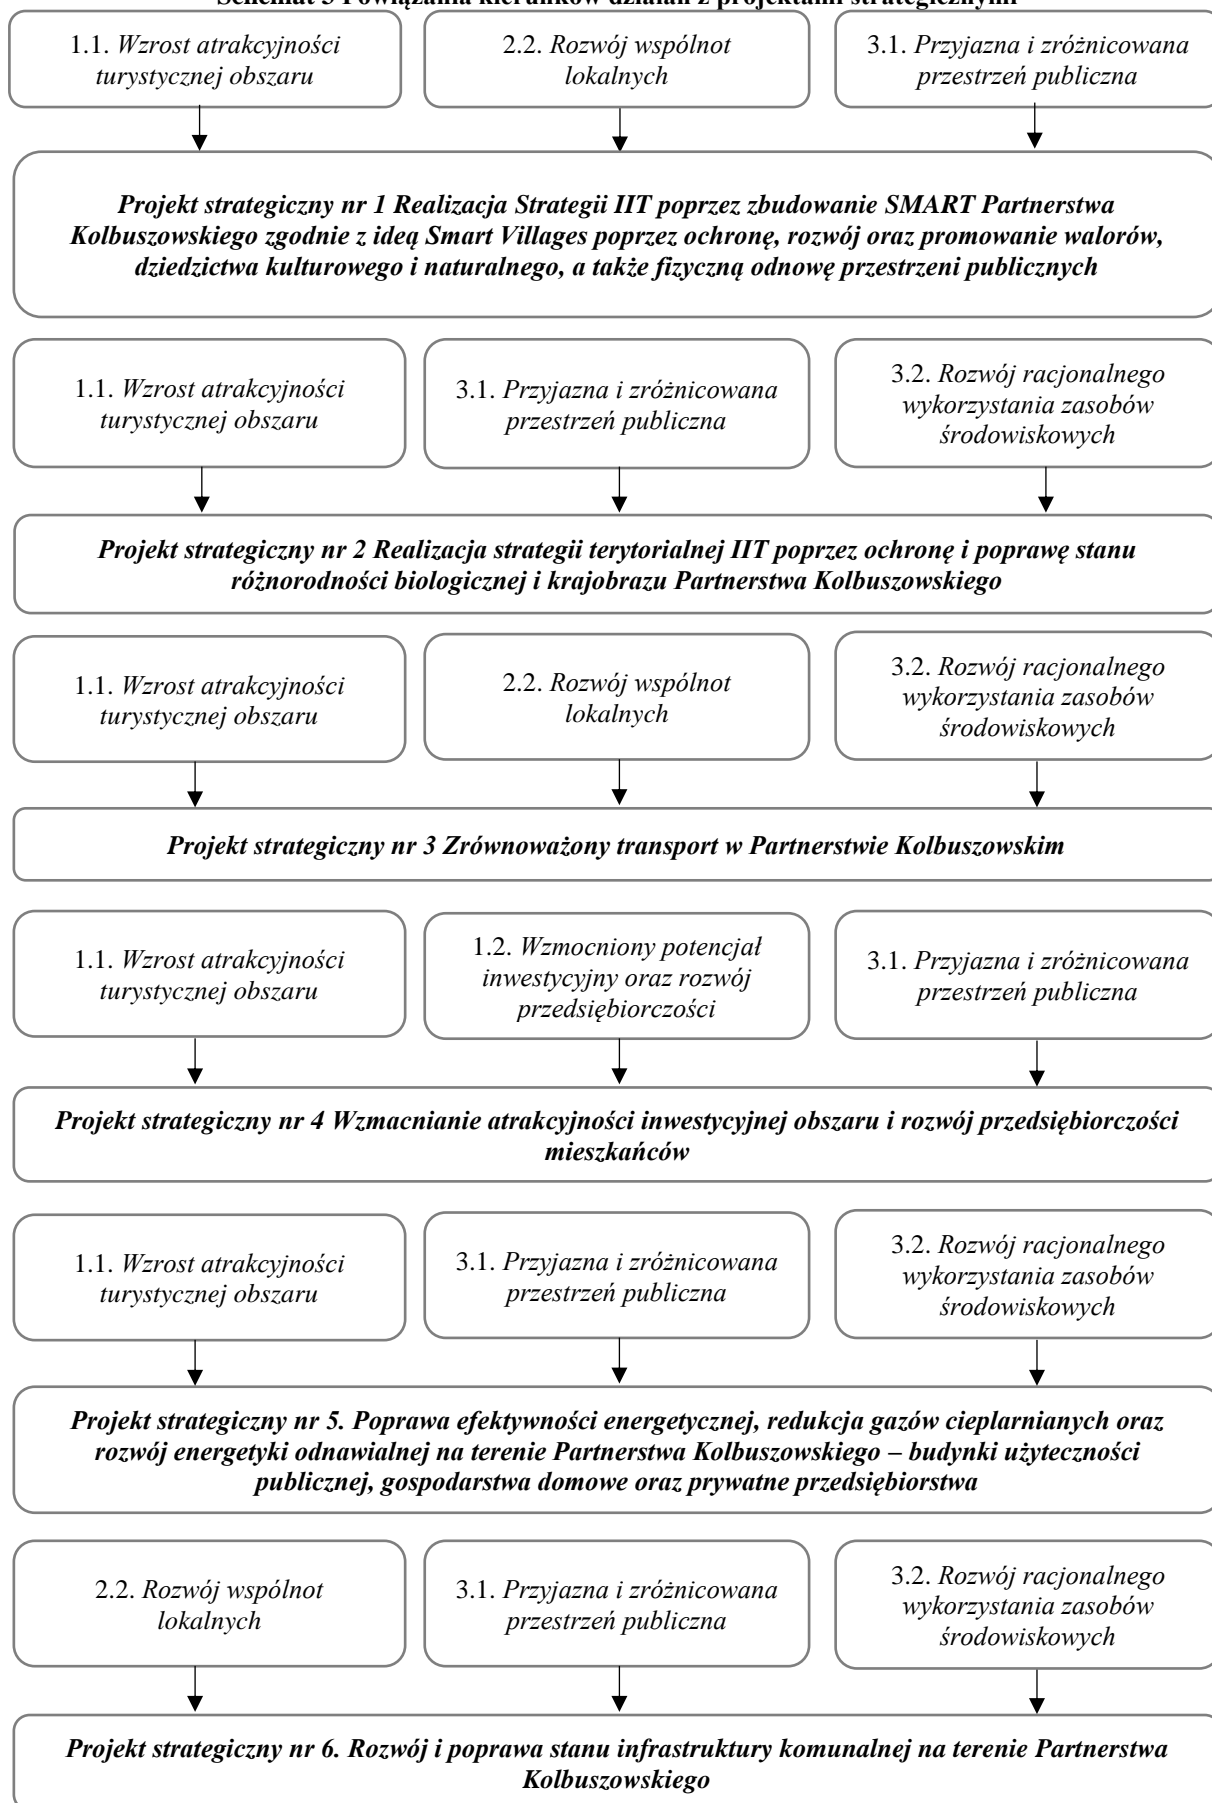 Schemat 5 Powiązania kierunków działań z projektami strategicznymi
1.1. Wzrost atrakcyjności
turystycznej obszaru
2.2. Rozwój wspólnot
lokalnych
3.1. Przyjazna i zróżnicowana
przestrzeń publiczna
Projekt strategiczny nr 1 Realizacja Strategii IIT poprzez zbudowanie SMART Partnerstwa
Kolbuszowskiego zgodnie z ideą Smart Villages poprzez ochronę, rozwój oraz promowanie walorów,
dziedzictwa kulturowego i naturalnego, a także fizyczną odnowę przestrzeni publicznych
1.1. Wzrost atrakcyjności
turystycznej obszaru
3.1. Przyjazna i zróżnicowana
przestrzeń publiczna
3.2. Rozwój racjonalnego
wykorzystania zasobów
środowiskowych
Projekt strategiczny nr 2 Realizacja strategii terytorialnej IIT poprzez ochronę i poprawę stanu
różnorodności biologicznej i krajobrazu Partnerstwa Kolbuszowskiego
1.1. Wzrost atrakcyjności
turystycznej obszaru
2.2. Rozwój wspólnot
lokalnych
3.2. Rozwój racjonalnego
wykorzystania zasobów
środowiskowych
Projekt strategiczny nr 3 Zrównoważony transport w Partnerstwie Kolbuszowskim
1.1. Wzrost atrakcyjności
turystycznej obszaru
1.2. Wzmocniony potencjał
inwestycyjny oraz rozwój
przedsiębiorczości
3.1. Przyjazna i zróżnicowana
przestrzeń publiczna
Projekt strategiczny nr 4 Wzmacnianie atrakcyjności inwestycyjnej obszaru i rozwój przedsiębiorczości
mieszkańców
1.1. Wzrost atrakcyjności
turystycznej obszaru
3.1. Przyjazna i zróżnicowana
przestrzeń publiczna
3.2. Rozwój racjonalnego
wykorzystania zasobów
środowiskowych
Projekt strategiczny nr 5. Poprawa efektywności energetycznej, redukcja gazów cieplarnianych oraz
rozwój energetyki odnawialnej na terenie Partnerstwa Kolbuszowskiego – budynki użyteczności
publicznej, gospodarstwa domowe oraz prywatne przedsiębiorstwa
2.2. Rozwój wspólnot
lokalnych
3.1. Przyjazna i zróżnicowana
przestrzeń publiczna
3.2. Rozwój racjonalnego
wykorzystania zasobów
środowiskowych
Projekt strategiczny nr 6. Rozwój i poprawa stanu infrastruktury komunalnej na terenie Partnerstwa
Kolbuszowskiego